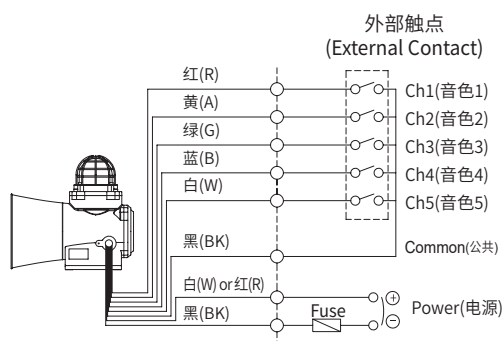 外部触点
(External Contact)
红(R)
Ch1(音色1)
黄(A)
Ch2(音色2)
绿(G)
Ch3(音色3)
蓝(B)
Ch4(音色4)
白(W)
Ch5(音色5)
黑(BK)
Common(公共)
白(W) or 红(R)
Fuse
Power(电源)
黑(BK)